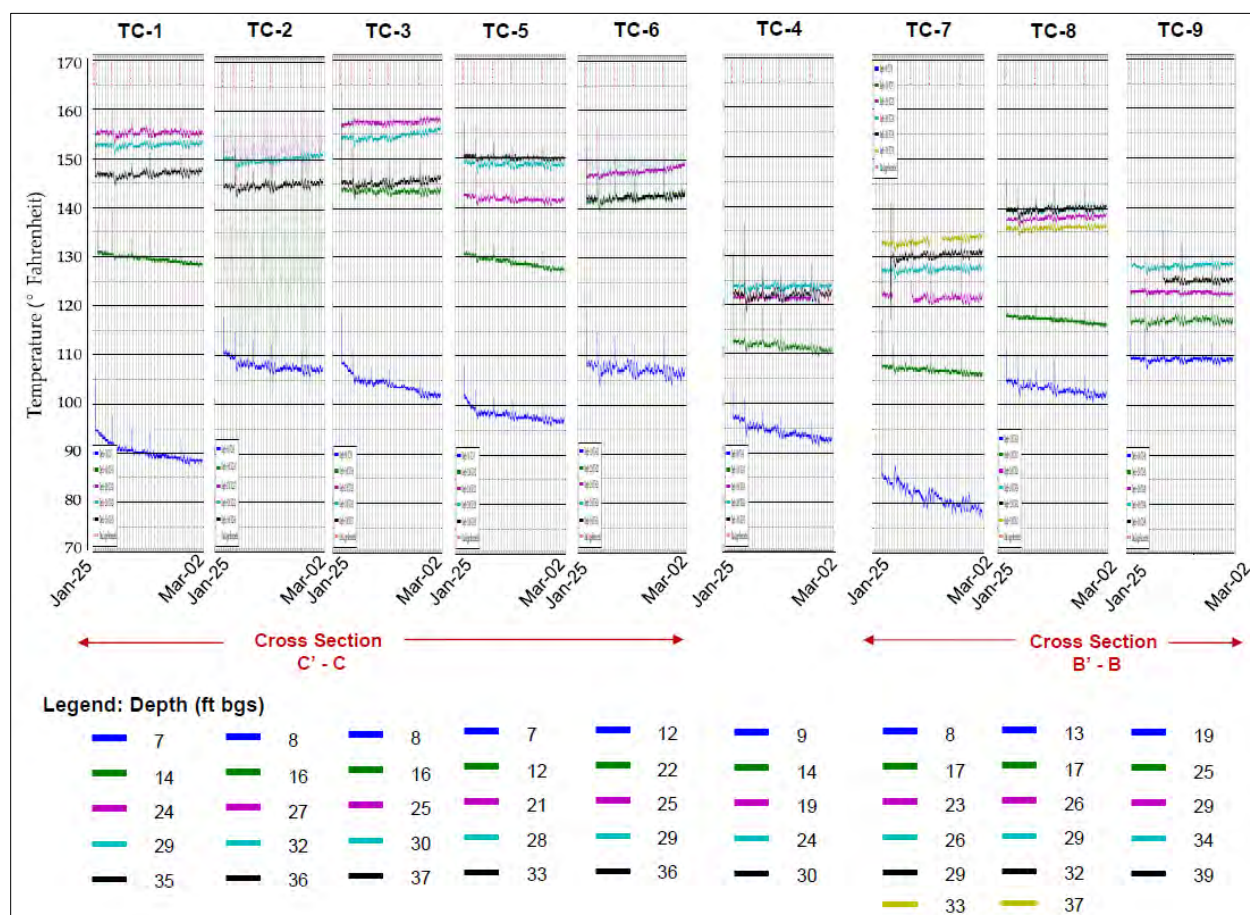 TC-1 TC-2 TC-3 TC-5 TC-6 TC-4 TC-7 TC-8 TC-9
Temperature (° Fahrenheit)
170
160
150
140
130
120
110
100
90
80
70
Jan-25 Mar-02 Jan-25 Mar-02 Jan-25 Mar-02 Jan-25 Mar-02 Jan-25 Mar-02 Jan-25 Mar-02 Jan-25 Mar-02 Jan-25 Mar-02 Jan-25 Mar-02
Cross Section
C' - C
Cross Section
B' - B
Legend: Depth (ft bgs)
7 8 8 7 12 9 8 13 19
14 16 16 12 22 14 17 17 25
24 27 25 21 25 19 23 26 29
29 32 30 28 29 24 26 29 34
35 36 37 33 36 30 29 32 39
33 37